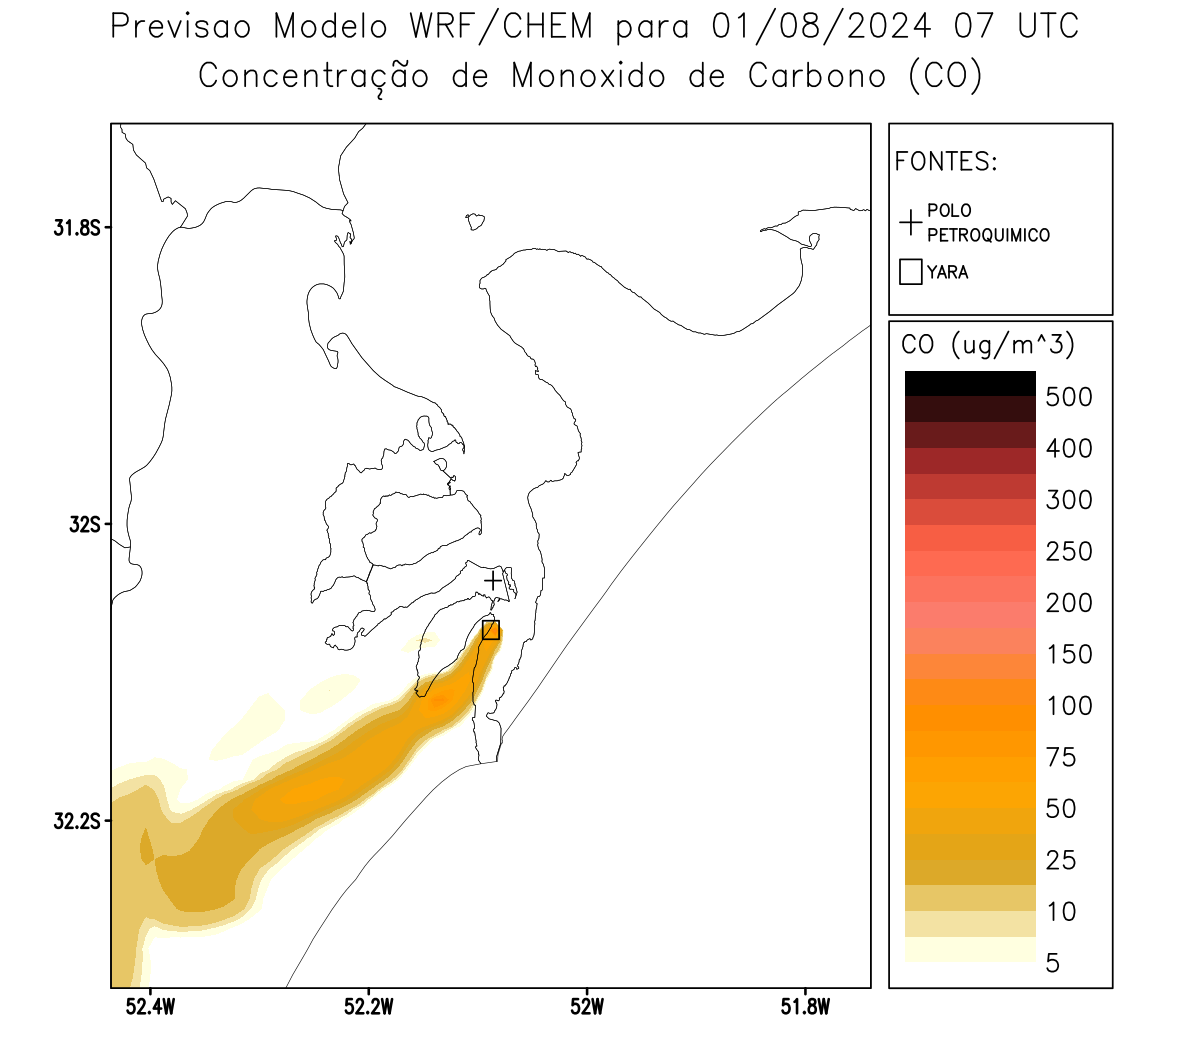 Previsao Modelo WRF/CHEM para 01/08/2024 07 UTC
Concentração de Monoxido de Carbono (CO)
FONTES:
POLO
PETROQUIMICO
YARA
CO (ug/m^3)
500
400
300
250
200
150
100
75
50
25
10
5
31.8S
32S
32.2S
52.4W
52.2W
52W
51.8W